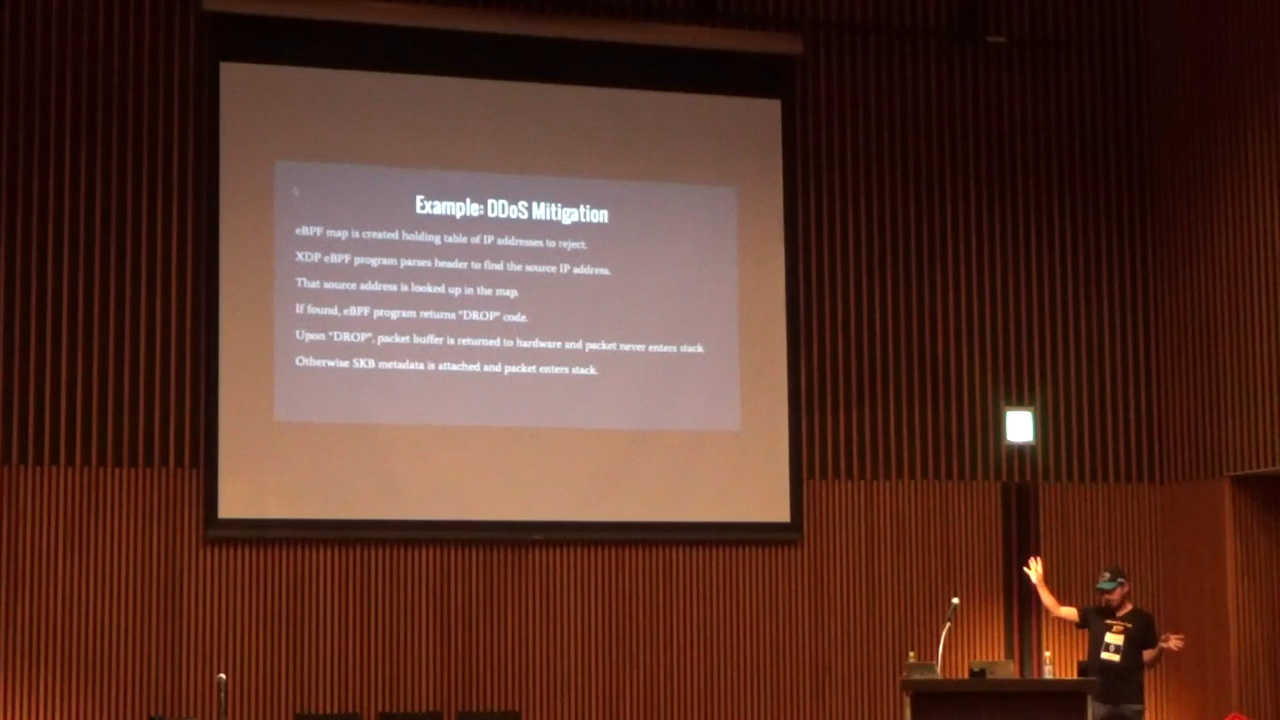 Example: DDoS Mitigation
eBPF map is created holding table of IP addresses to reject.
XDP eBPF program parses header to find the source IP address.
That source address is looked up in the map.
If found, eBPF program returns "DROP" code.
Upon "DROP", packet buffer is returned to hardware and packet never enters stack.
Otherwise SKB metadata is attached and packet enters stack.